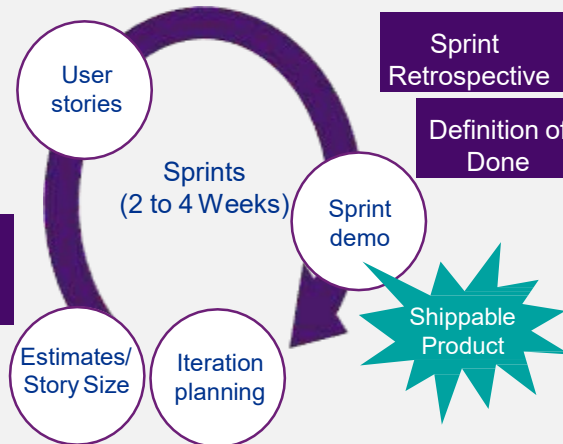 User
stories
Sprint
Retrospective
Definition of
Done
Sprints
(2 to 4 Weeks)
Sprint
demo
Shippable
Product
Estimates/
Story Size
Iteration
planning